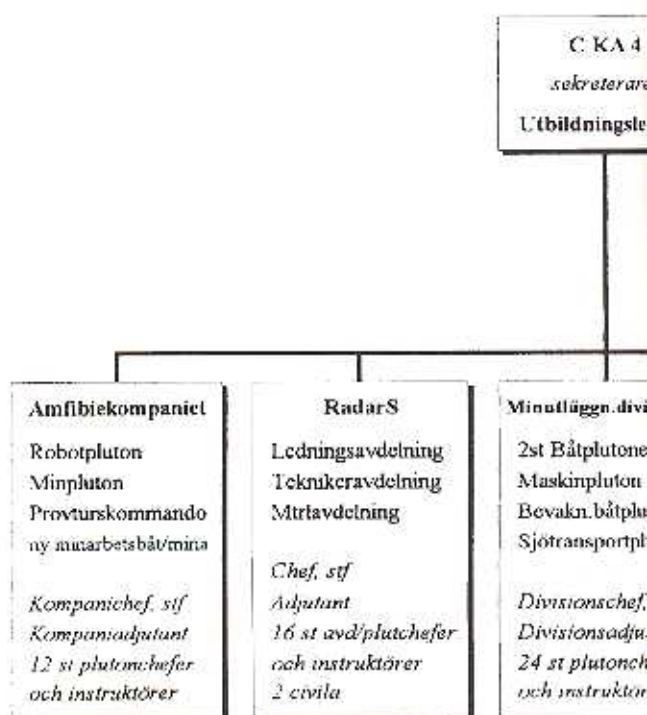 C KA 4
sekreterare
Utbildningsle
Amfibiekompaniet
Robotpluton
Minpluton
Provturskommando
ny minarbetsbåt/mina
Kompanichef, stf
Kompaniadjutant
12 st plutonchefer
och instruktörer
RadarS
Ledningsavdelning
Teknikeravdelning
Mtrlavdelning
Chef, stf
Adjutant
16 st avd/plutchefer
och instruktörer
2 civila
Minutläggn.divi
2st Båtplutone
Maskinpluton
Bevakn.båtplu
Sjötransportpl
Divisionschef,
Divisionsadju
24 st plutonch
och instruktör